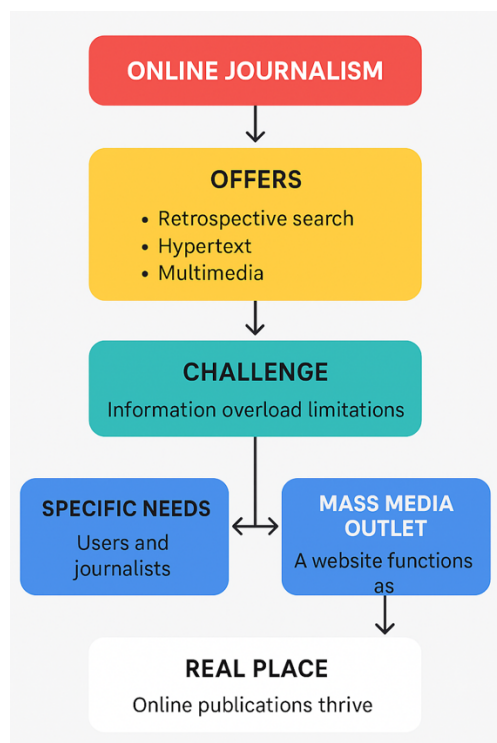 ONLINE JOURNALISM
OFFERS
• Retrospective search
• Hypertext
• Multimedia
CHALLENGE
Information overload limitations
SPECIFIC NEEDS
Users and
journalists
MASS MEDIA
OUTLET
A website functions
as
REAL PLACE
Online publications thrive